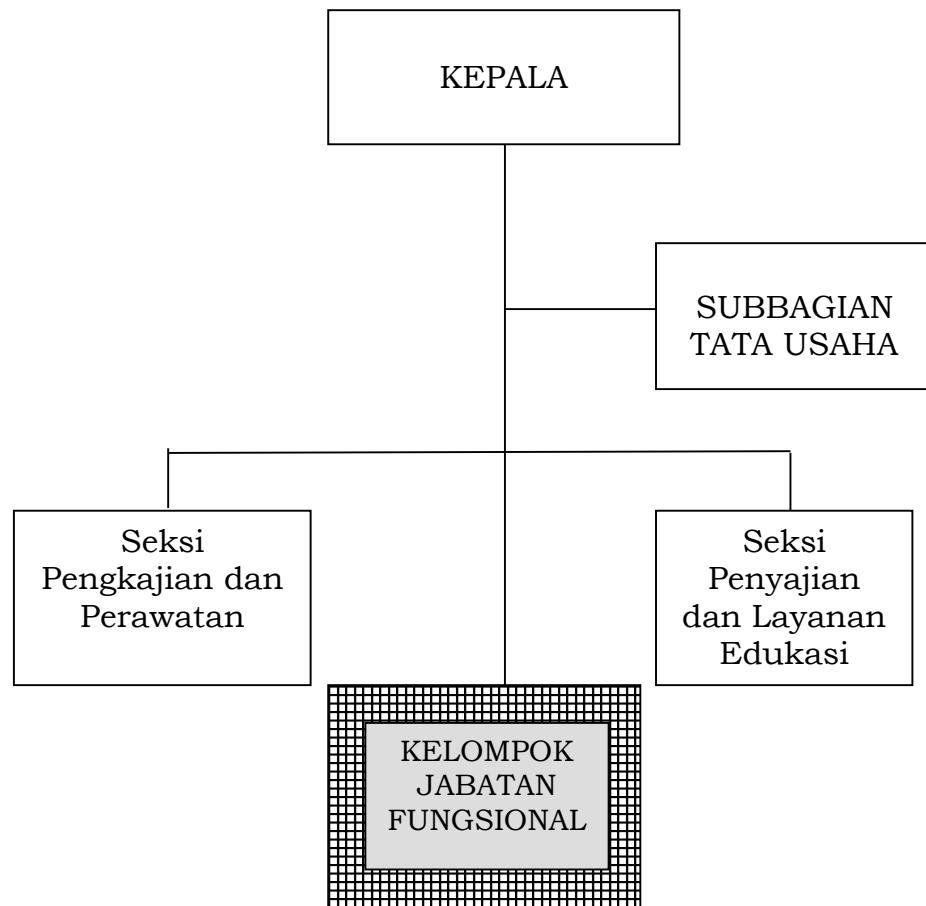 KEPALA
SUBBAGIAN
TATA USAHA
Seksi
Pengkajian dan
Perawatan
Seksi
Penyajian
dan Layanan
Edukasi
KELOMPOK
JABATAN
FUNGSIONAL